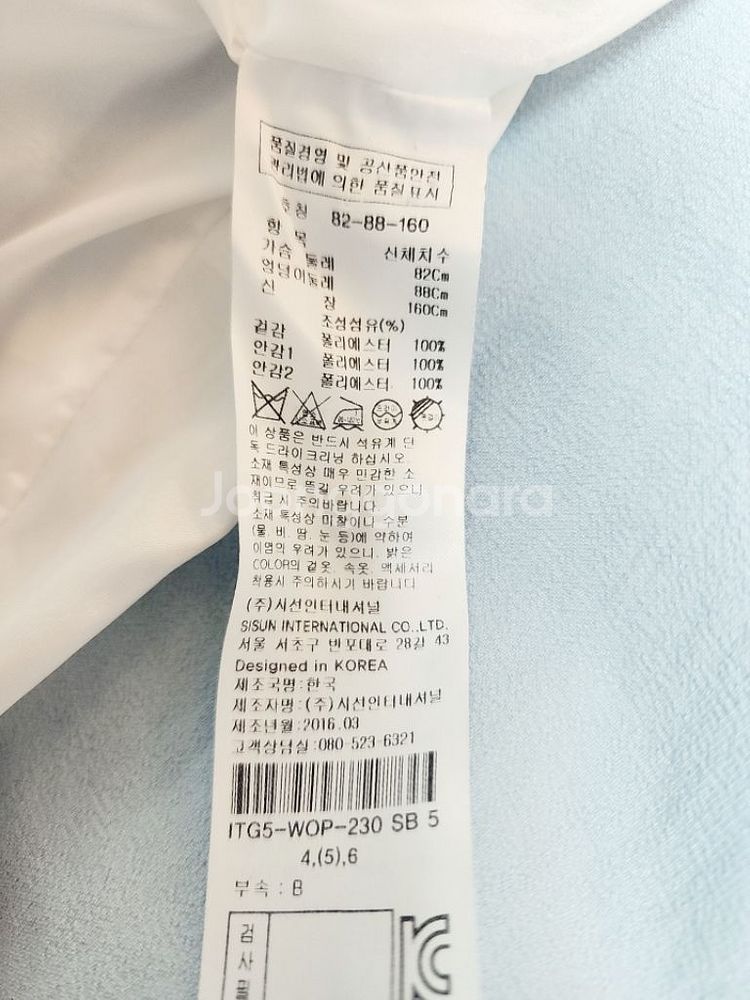 품질경영 및 공산품안전
관리법에 의한 품질표시
호칭 82-88-160
항 목 신체치수
가슴 둘레 82Cm
엉덩이둘레 88Cm
신 장 160Cm
조성섬유(%)
겉감 폴리에스터 100%
안감1 폴리에스터 100%
안감2 폴리에스터 100%
이 상품은 반드시 석유계 단
독 드라이크리닝 하십시오.
소재 특성상 매우 민감한 소
재이므로 뜯길 우려가 있으니
취급 시 주의바랍니다.
소재 특성상 마찰이나 수분
(물, 비, 땀, 눈 등)에 약하여
이염의 우려가 있으니, 밝은
COLOR의 겉옷, 속옷, 액세서리
착용시 주의하시기 바랍니다
(주)시선인터내셔널
SISUN INTERNATIONAL CO.,LTD.
서울 서초구 반포대로 28길 43
Designed in KOREA
제조국명:한국
제조자명:(주)시선인터내셔널
제조년월:2016.03
고객상담실:080-523-6321
ITG5-WOP-230 SB 5
4,(5),6
부속 : B
검
사
필